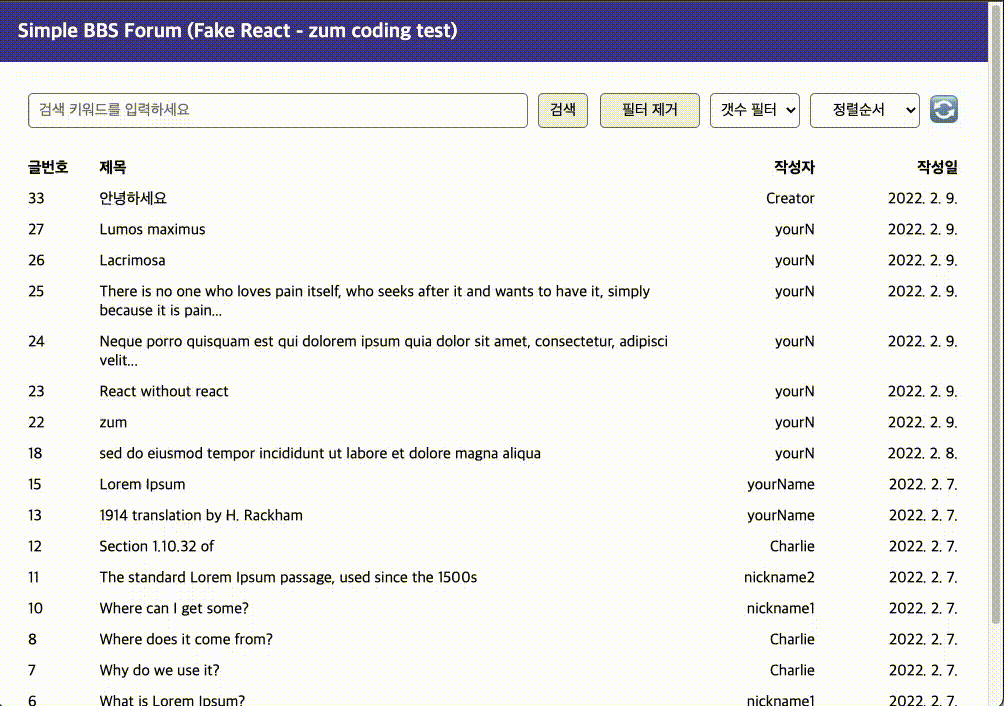 Simple BBS Forum (Fake React - zum coding test)
검색 키워드를 입력하세요 검색 필터 제거 갯수 필터 정렬순서
글번호 제목 작성자 작성일
33 안녕하세요 Creator 2022. 2. 9.
27 Lumos maximus yourN 2022. 2. 9.
26 Lacrimosa yourN 2022. 2. 9.
25 There is no one who loves pain itself, who seeks after it and wants to have it, simply yourN 2022. 2. 9.
because it is pain...
24 Neque porro quisquam est qui dolorem ipsum quia dolor sit amet, consectetur, adipisci yourN 2022. 2. 9.
velit...
23 React without react yourN 2022. 2. 9.
22 zum yourN 2022. 2. 9.
18 sed do eiusmod tempor incididunt ut labore et dolore magna aliqua yourN 2022. 2. 8.
15 Lorem Ipsum yourName 2022. 2. 7.
13 1914 translation by H. Rackham yourName 2022. 2. 7.
12 Section 1.10.32 of Charlie 2022. 2. 7.
11 The standard Lorem Ipsum passage, used since the 1500s nickname2 2022. 2. 7.
10 Where can I get some? nickname1 2022. 2. 7.
8 Where does it come from? Charlie 2022. 2. 7.
7 Why do we use it? Charlie 2022. 2. 7.
6 What is Lorem Ipsum? nickname1 2022. 2. 7.